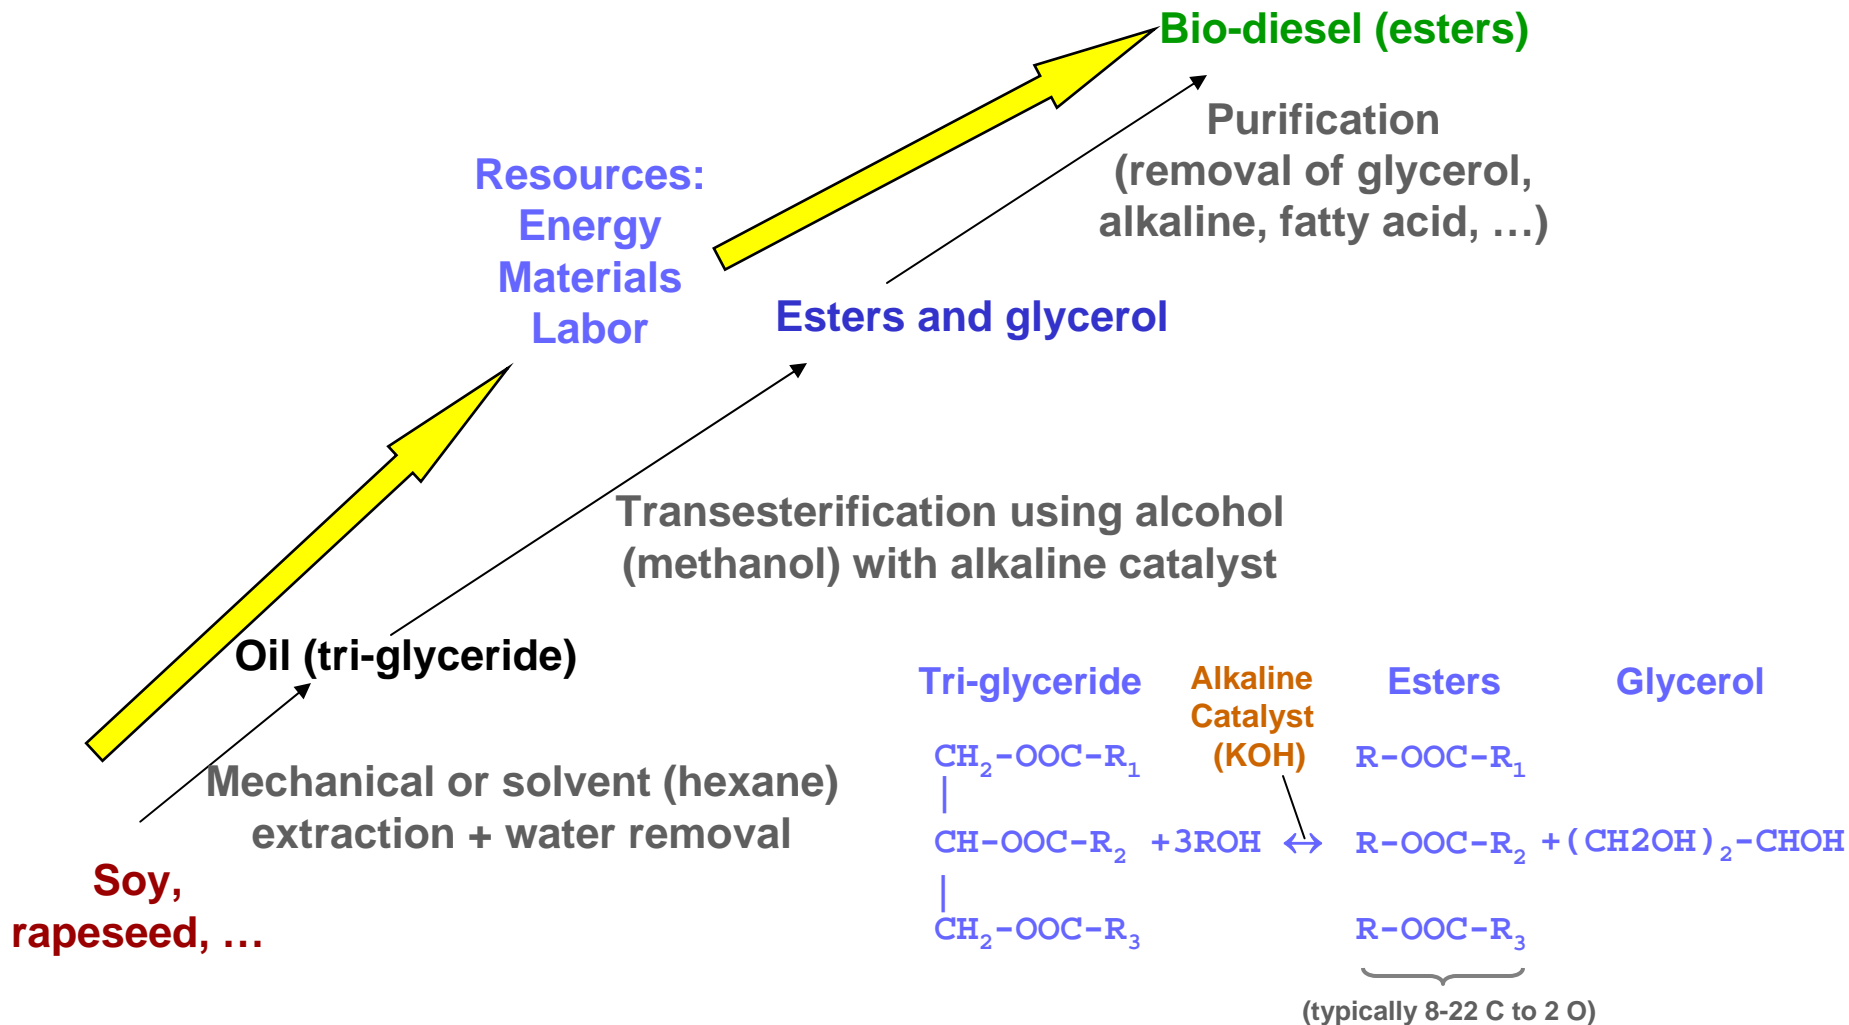 Bio-diesel (esters)
Purification
(removal of glycerol,
alkaline, fatty acid, …)
Resources:
Energy
Materials
Labor
Esters and glycerol
Transesterification using alcohol
(methanol) with alkaline catalyst
Oil (tri-glyceride)
Mechanical or solvent (hexane)
extraction + water removal
Soy,
rapeseed, …
Tri-glyceride
Alkaline
Catalyst
(KOH)
Esters
Glycerol
CH₂-OOC-R₁
R-OOC-R₁
|
CH-OOC-R₂ +3ROH ↔ R-OOC-R₂ +(CH2OH)₂-CHOH
|
CH₂-OOC-R₃
R-OOC-R₃
(typically 8-22 C to 2 O)